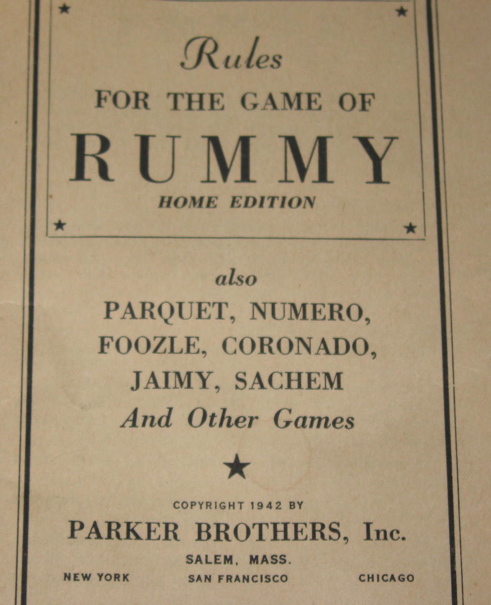 Rules
FOR THE GAME OF
RUMMY
HOME EDITION
also
PARQUET, NUMERO,
FOOZLE, CORONADO,
JAIMY, SACHEM
And Other Games
COPYRIGHT 1942 BY
PARKER BROTHERS, Inc.
SALEM, MASS.
NEW YORK SAN FRANCISCO CHICAGO